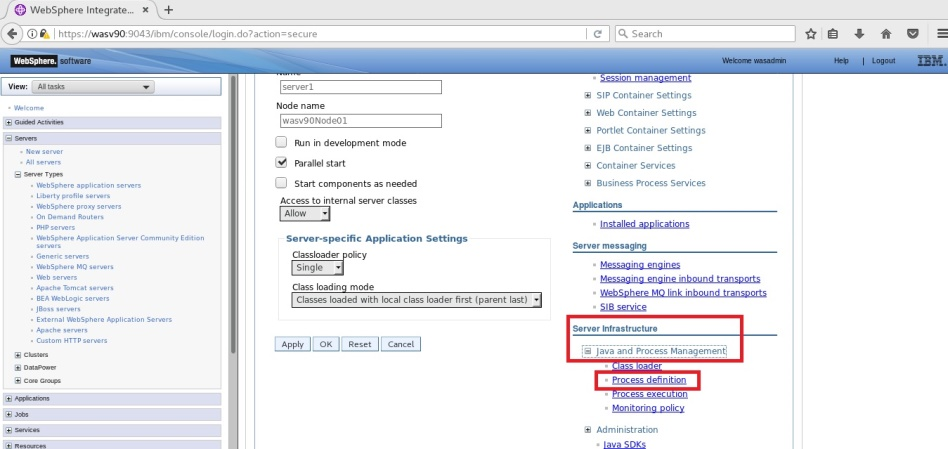 WebSphere Integrate... × +
https://wasv90:9043/ibm/console/login.do?action=secure
Search
WebSphere. software
Welcome wasadmin
Help | Logout
IBM.
View: All tasks
Welcome
Guided Activities
Servers
New server
All servers
Server Types
WebSphere application servers
Liberty profile servers
WebSphere proxy servers
On Demand Routers
PHP servers
WebSphere Application Server Community Edition
servers
Generic servers
WebSphere MQ servers
Web servers
Apache Tomcat servers
BEA WebLogic servers
JBoss servers
External WebSphere Application Servers
Apache servers
Custom HTTP servers
Clusters
DataPower
Core Groups
Applications
Jobs
Services
Resources
Name
server1
Node name
wasv90Node01
Run in development mode
Parallel start
Start components as needed
Access to internal server classes
Allow
Server-specific Application Settings
Classloader policy
Single
Class loading mode
Classes loaded with local class loader first (parent last)
Apply OK Reset Cancel
Session management
SIP Container Settings
Web Container Settings
Portlet Container Settings
EJB Container Settings
Container Services
Business Process Services
Applications
Installed applications
Server messaging
Messaging engines
Messaging engine inbound transports
WebSphere MQ link inbound transports
SIB service
Server Infrastructure
Java and Process Management
Class loader
Process definition
Process execution
Monitoring policy
Administration
Java SDKs